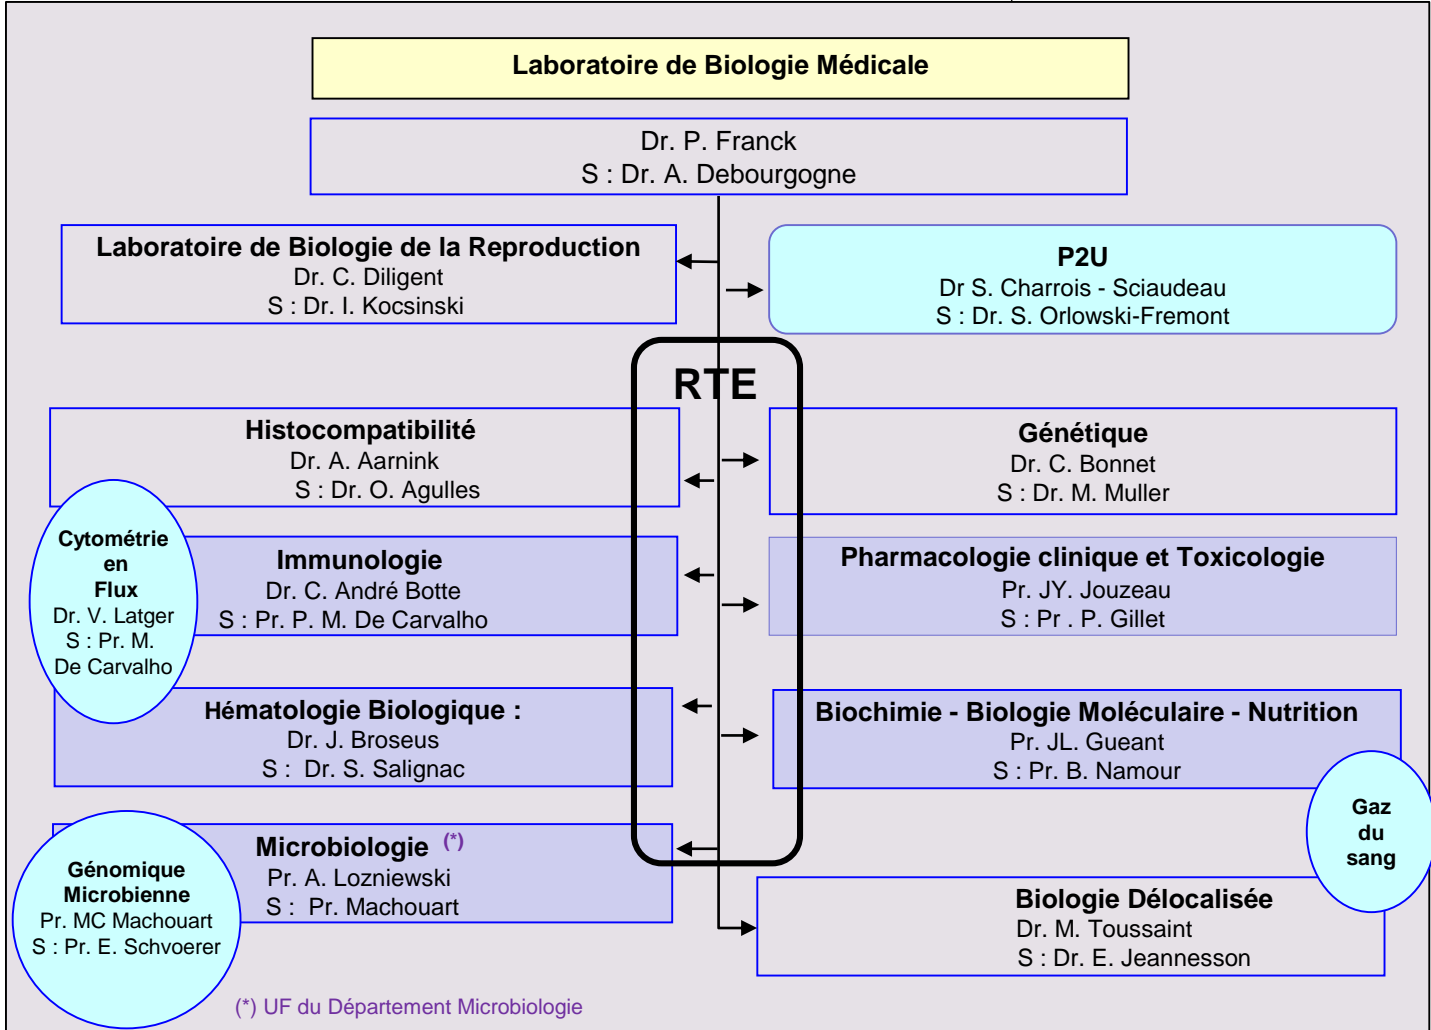 Laboratoire de Biologie Médicale
Dr. P. Franck
S : Dr. A. Debourgogne
Laboratoire de Biologie de la Reproduction
Dr. C. Diligent
S : Dr. I. Kocsinski
P2U
Dr S. Charrois - Sciaudeau
S : Dr. S. Orlowski-Fremont
RTE
Histocompatibilité
Dr. A. Aarnink
S : Dr. O. Agulles
Génétique
Dr. C. Bonnet
S : Dr. M. Muller
Cytométrie
en
Flux
Dr. V. Latger
S : Pr. M.
De Carvalho
Immunologie
Dr. C. André Botte
S : Pr. P. M. De Carvalho
Pharmacologie clinique et Toxicologie
Pr. JY. Jouzeau
S : Pr . P. Gillet
Hématologie Biologique :
Dr. J. Broseus
S : Dr. S. Salignac
Biochimie - Biologie Moléculaire - Nutrition
Pr. JL. Gueant
S : Pr. B. Namour
Gaz
du
sang
Microbiologie (*)
Pr. A. Lozniewski
S : Pr. Machouart
Génomique
Microbienne
Pr. MC Machouart
S : Pr. E. Schvoerer
Biologie Délocalisée
Dr. M. Toussaint
S : Dr. E. Jeannesson
(*) UF du Département Microbiologie